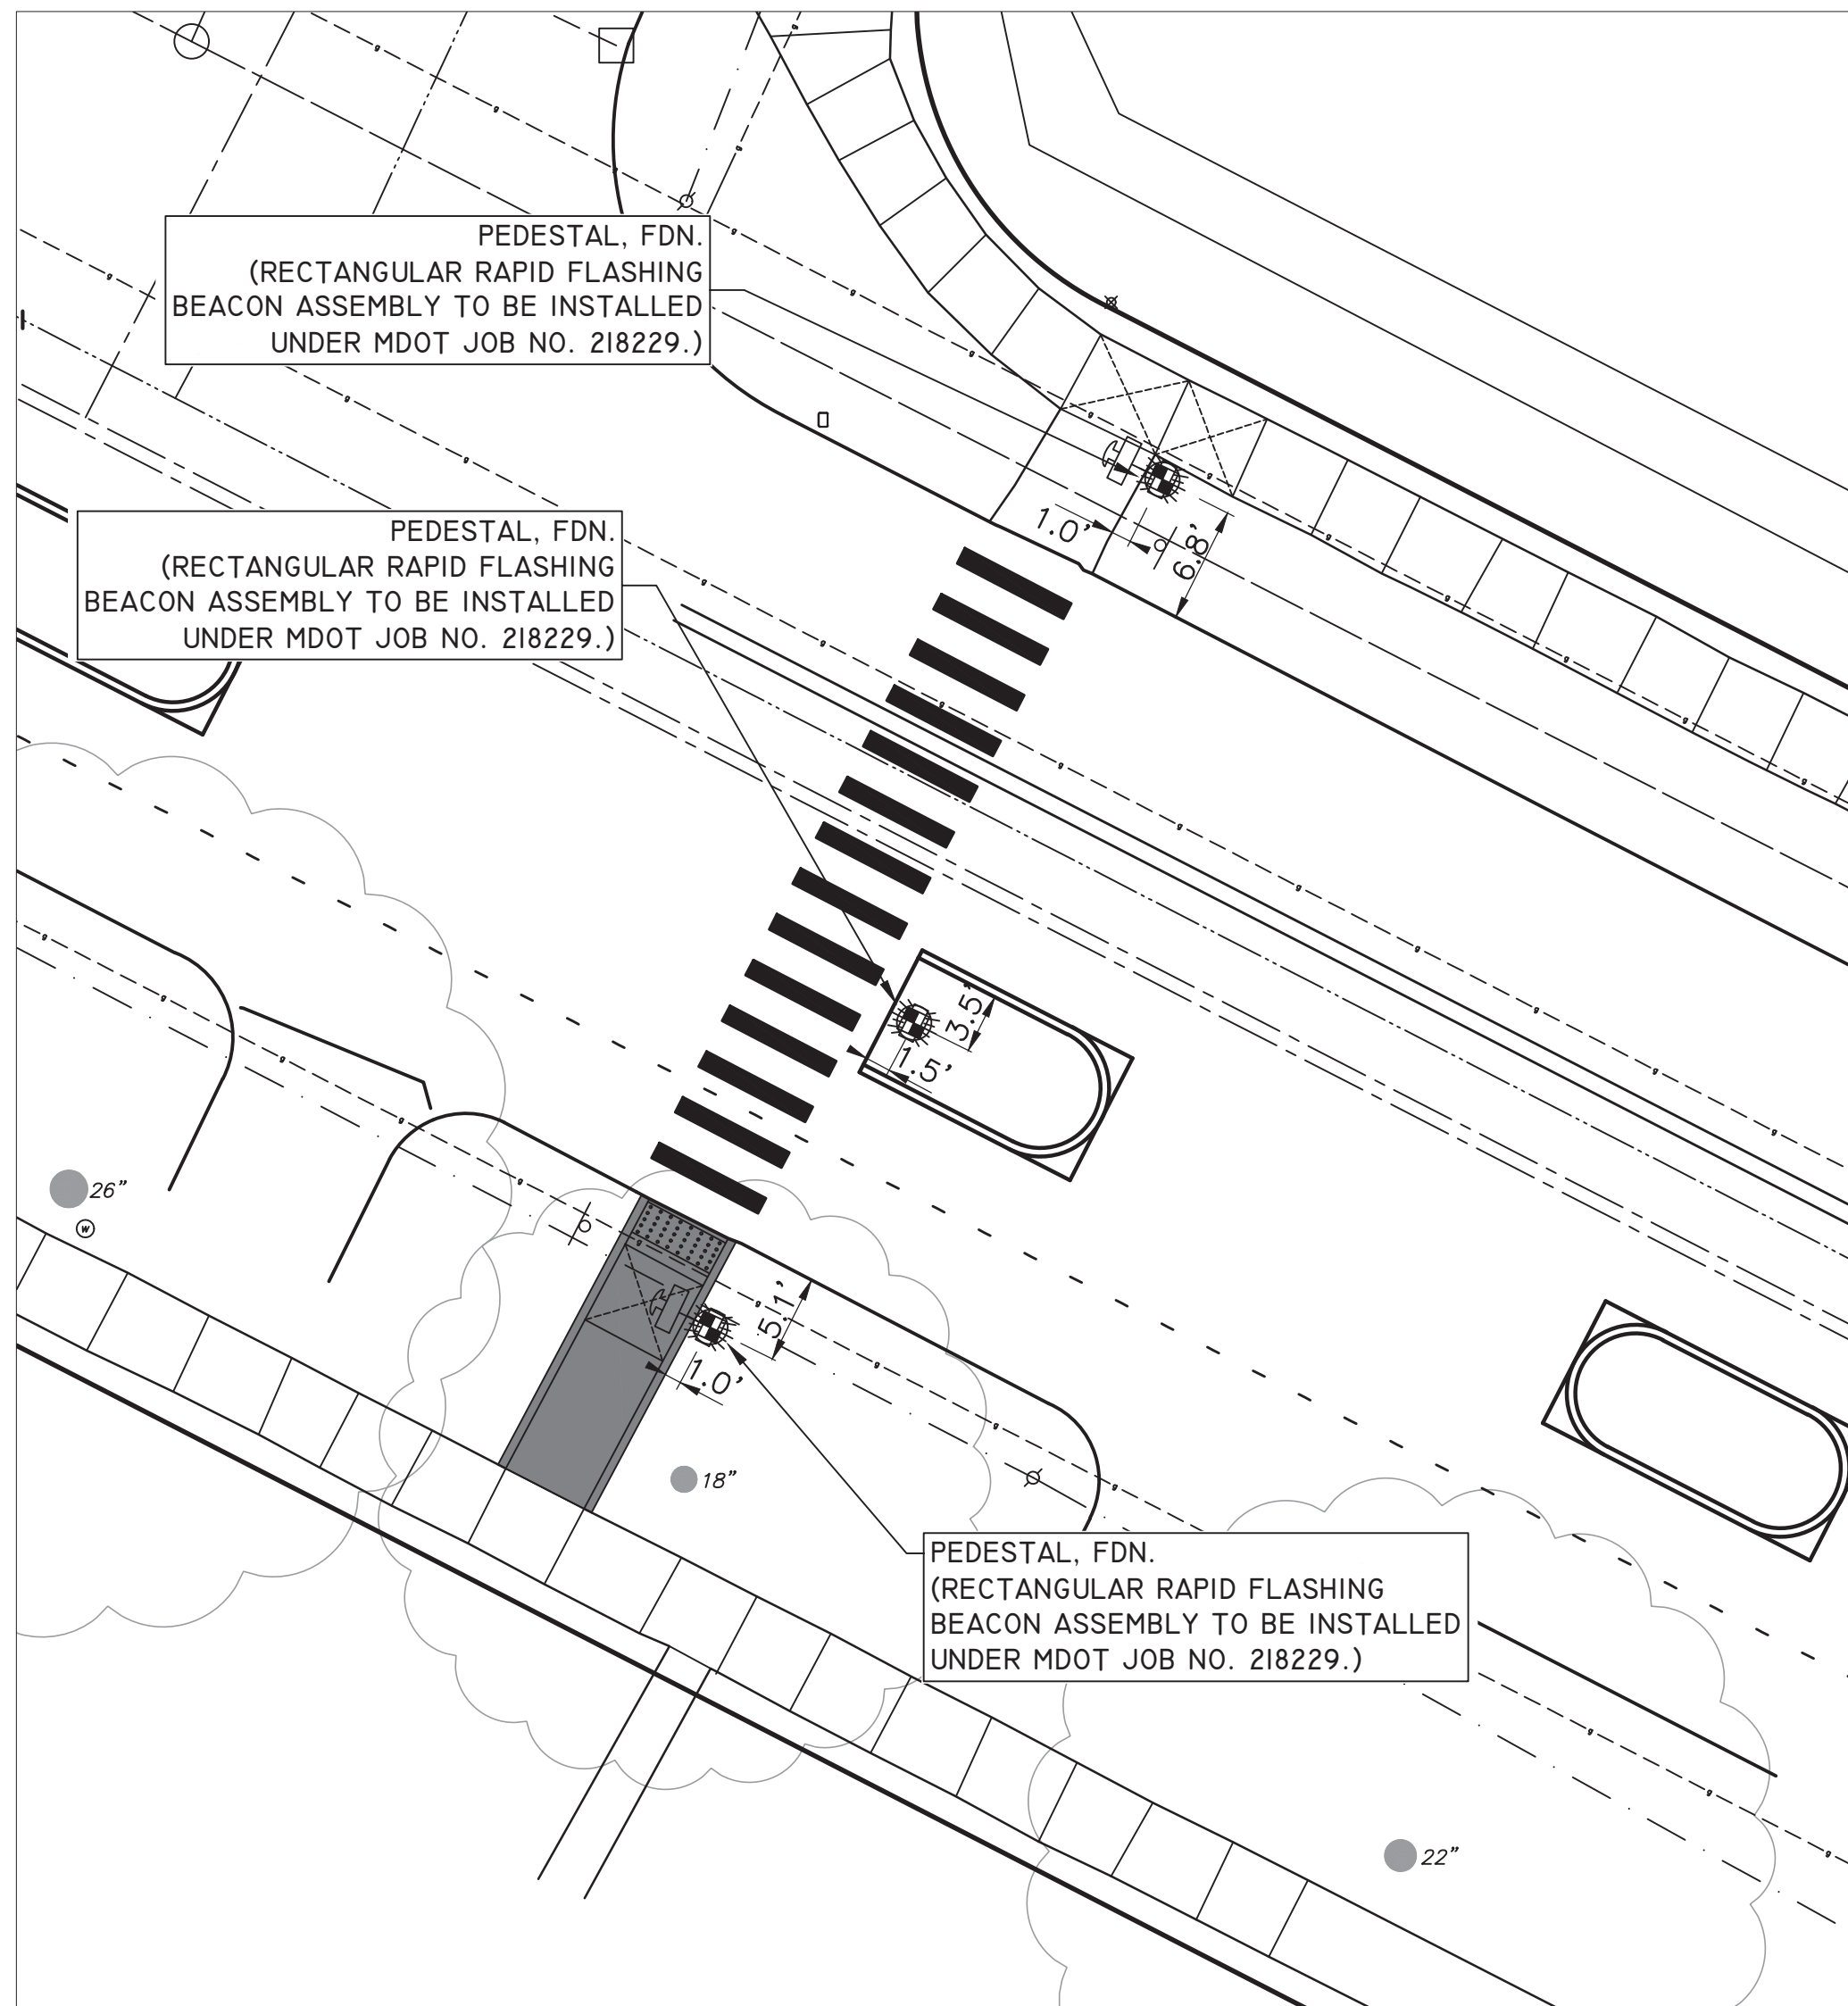 PEDESTAL, FDN.
(RECTANGULAR RAPID FLASHING
BEACON ASSEMBLY TO BE INSTALLED
UNDER MDOT JOB NO. 218229.)
PEDESTAL, FDN.
(RECTANGULAR RAPID FLASHING
BEACON ASSEMBLY TO BE INSTALLED
UNDER MDOT JOB NO. 218229.)
1.0'
6.8'
3.5'
1.5'
26"
W
5.1'
1.0'
18"
PEDESTAL, FDN.
(RECTANGULAR RAPID FLASHING
BEACON ASSEMBLY TO BE INSTALLED
UNDER MDOT JOB NO. 218229.)
22"